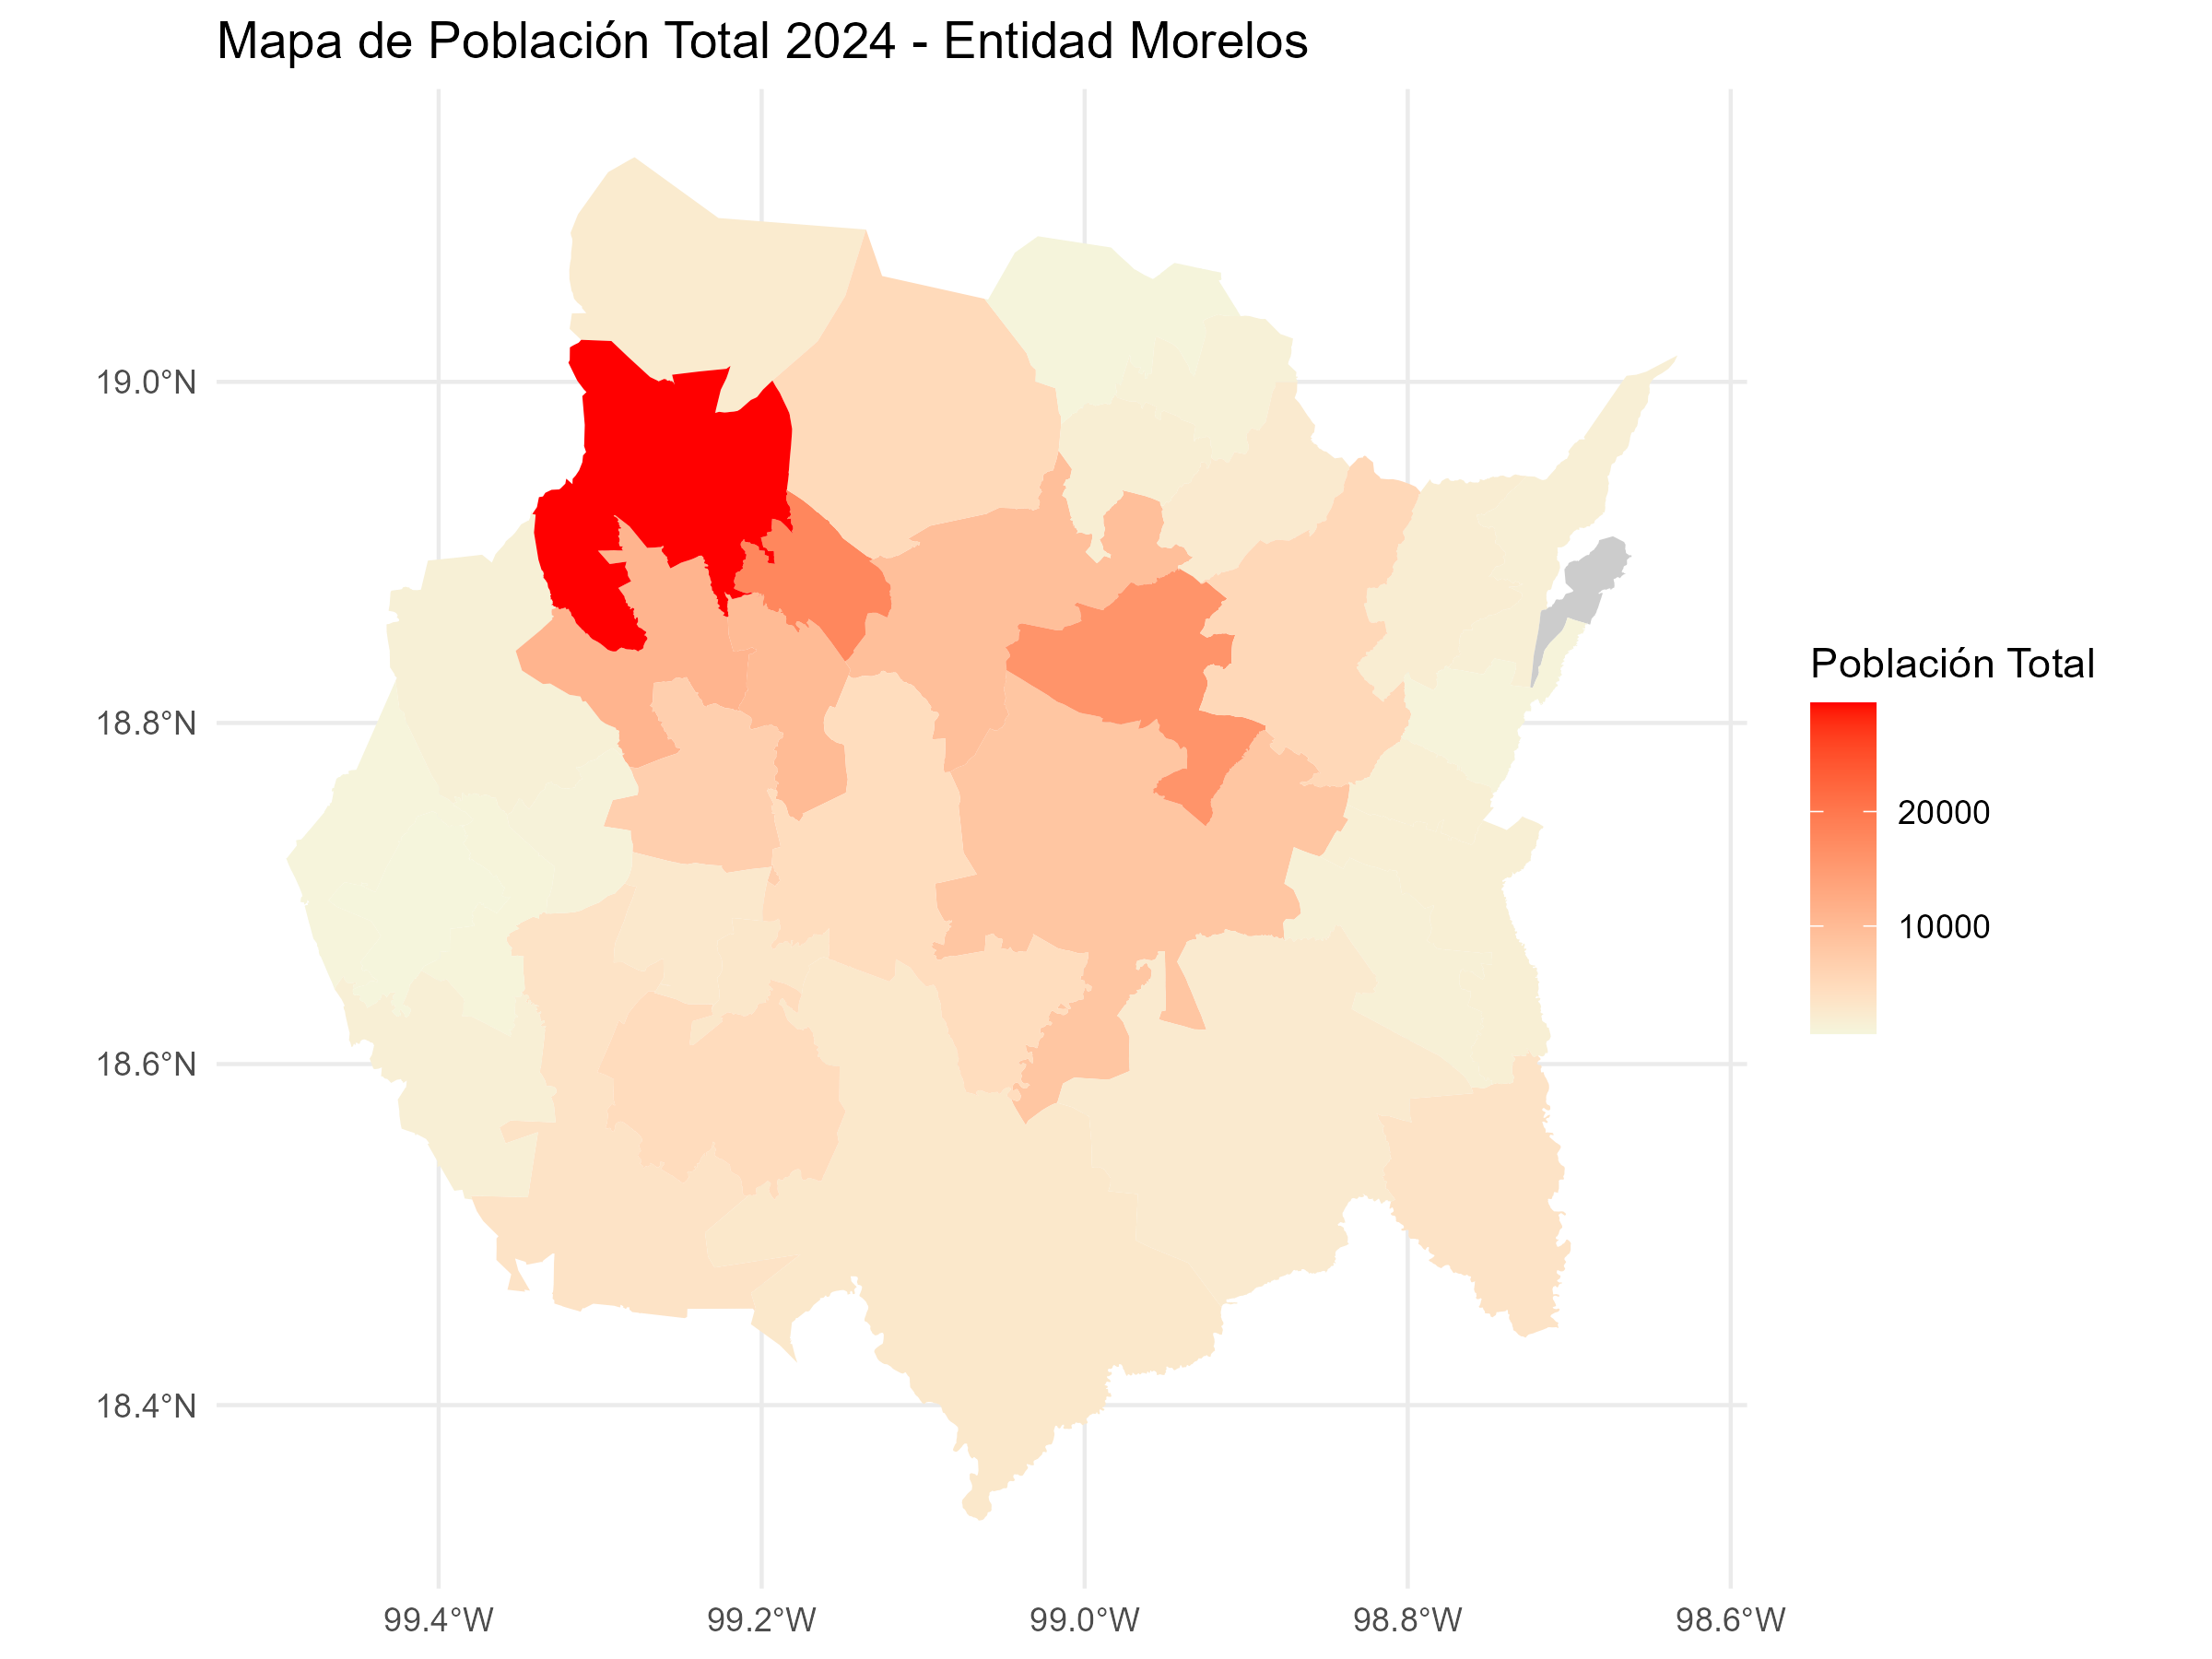 Mapa de Población Total 2024 - Entidad Morelos
19.0°N
18.8°N
18.6°N
18.4°N
99.4°W
99.2°W
99.0°W
98.8°W
98.6°W
Población Total
20000
10000